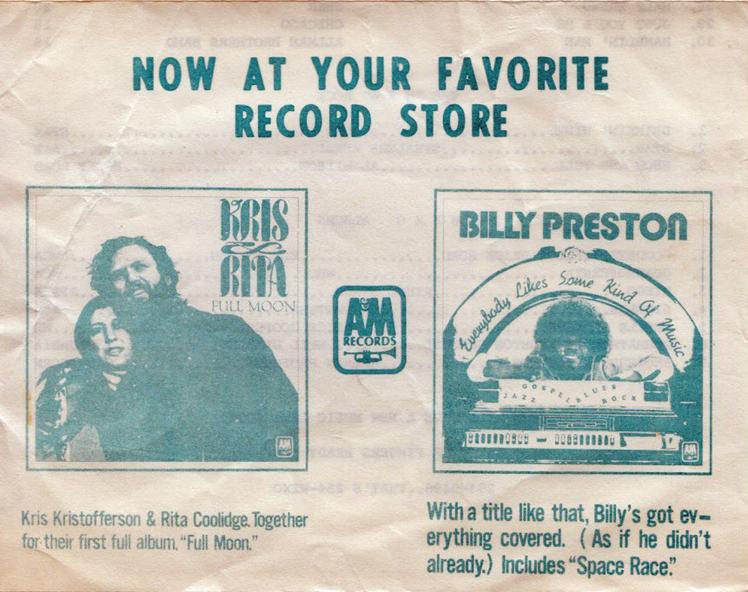 NOW AT YOUR FAVORITE
RECORD STORE
KRIS
&
RITA
FULL MOON
A&M
RECORDS
A&M
BILLY PRESTON
Everybody Likes Some Kind Of Music
GOSPEL BLUES
JAZZ ROCK
A&M
Kris Kristofferson & Rita Coolidge. Together
for their first full album, "Full Moon."
With a title like that, Billy's got ev-
erything covered. (As if he didn't
already.) Includes "Space Race."